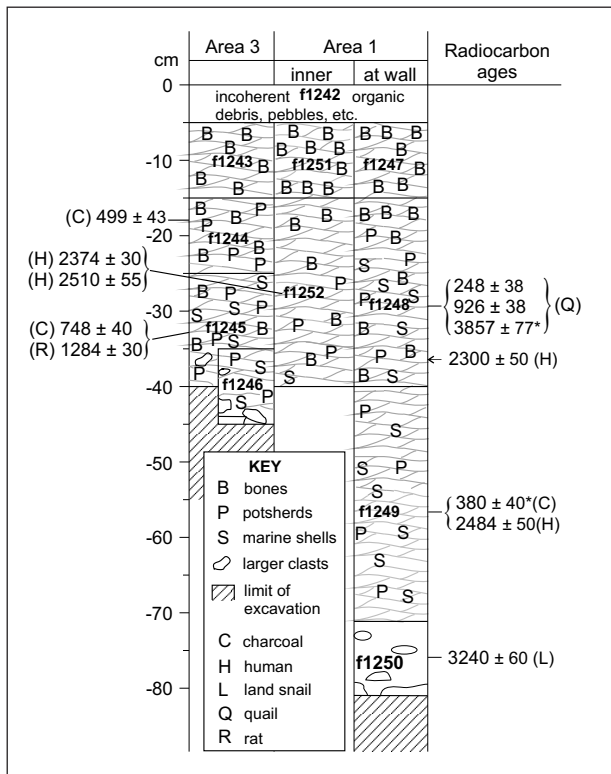 Area 3 Area 1 Radiocarbon
cm inner at wall ages
0
incoherent f1242 organic
debris, pebbles, etc.
B B B B B B B
B B B B B
f1243 B f1251 B f1247 B
-10
B B B B B B B
B P B B B B
(C) 499 ± 43
P B B P B
-20
f1244
B B P B P S P
P
(H) 2374 ± 30
(H) 2510 ± 55
S P S B
B P f1252 P f1248 S
248 ± 38
926 ± 38 (Q)
3857 ± 77*
-30
S S P
(C) 748 ± 40
(R) 1284 ± 30
f1245 B P B B S
B P S
P S B P P B
2300 ± 50 (H)
P f1246 S B S
-40
S P P
S
-50
S P
S
f1249
380 ± 40*(C)
2484 ± 50(H)
P S
-60
S
P S
-70
f1250
3240 ± 60 (L)
-80
KEY
B bones
P potsherds
S marine shells
larger clasts
limit of
excavation
C charcoal
H human
L land snail
Q quail
R rat